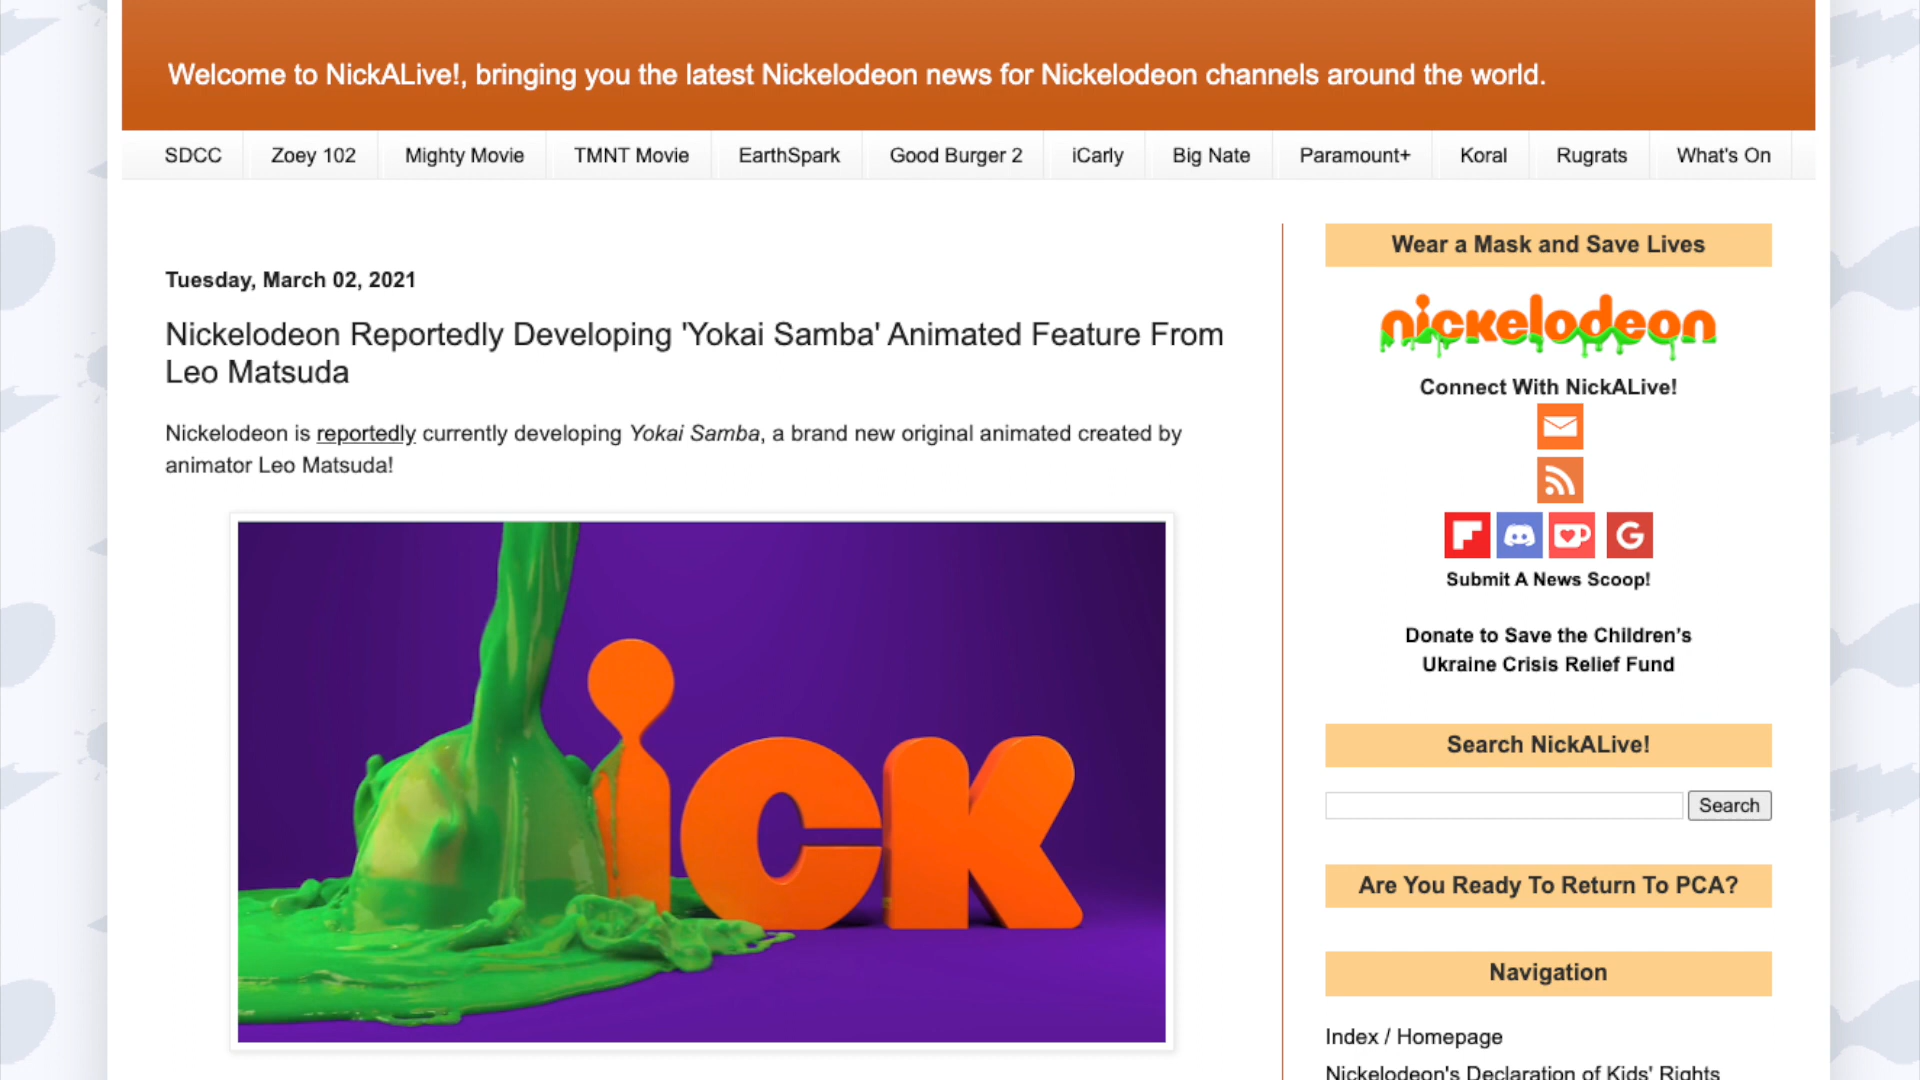 Welcome to NickALive!, bringing you the latest Nickelodeon news for Nickelodeon channels around the world.
SDCC Zoey 102 Mighty Movie TMNT Movie EarthSpark Good Burger 2 iCarly Big Nate Paramount+ Koral Rugrats What's On
Tuesday, March 02, 2021
Nickelodeon Reportedly Developing 'Yokai Samba' Animated Feature From
Leo Matsuda
Nickelodeon is reportedly currently developing Yokai Samba, a brand new original animated created by
animator Leo Matsuda!
ick
Wear a Mask and Save Lives
nickelodeon
Connect With NickALive!
Submit A News Scoop!
Donate to Save the Children's
Ukraine Crisis Relief Fund
Search NickALive!
Search
Are You Ready To Return To PCA?
Navigation
Index / Homepage
Nickelodeon's Declaration of Kids' Rights